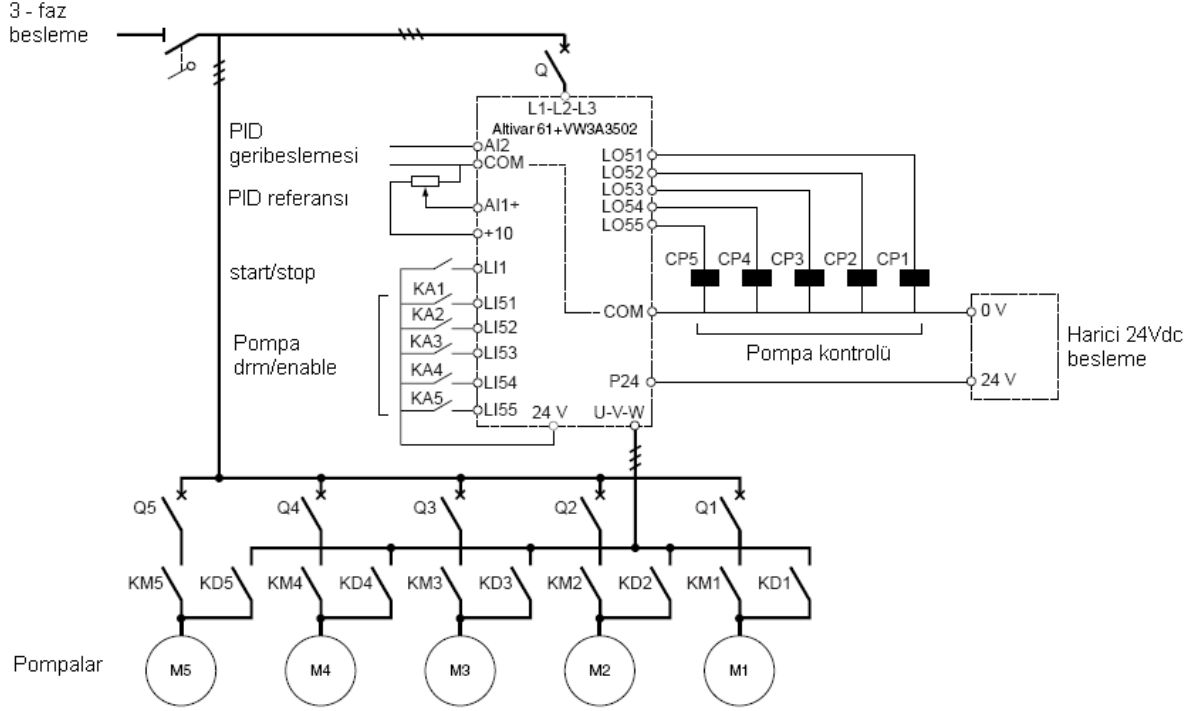 3 - faz
besleme
Q
L1-L2-L3
Altivar 61+VW3A3502
PID
geribeslemesi
PID referansı
start/stop
Pompa
drm/enable
AI2
COM
AI1+
+10
LI1
KA1
LI51
KA2
LI52
KA3
LI53
KA4
LI54
KA5
LI55
24 V
U-V-W
LO51
LO52
LO53
LO54
LO55
CP5
CP4
CP3
CP2
CP1
COM
0 V
Pompa kontrolü
Harici 24Vdc
besleme
P24
24 V
Q5
Q4
Q3
Q2
Q1
KM5
KD5
KM4
KD4
KM3
KD3
KM2
KD2
KM1
KD1
Pompalar
M5
M4
M3
M2
M1